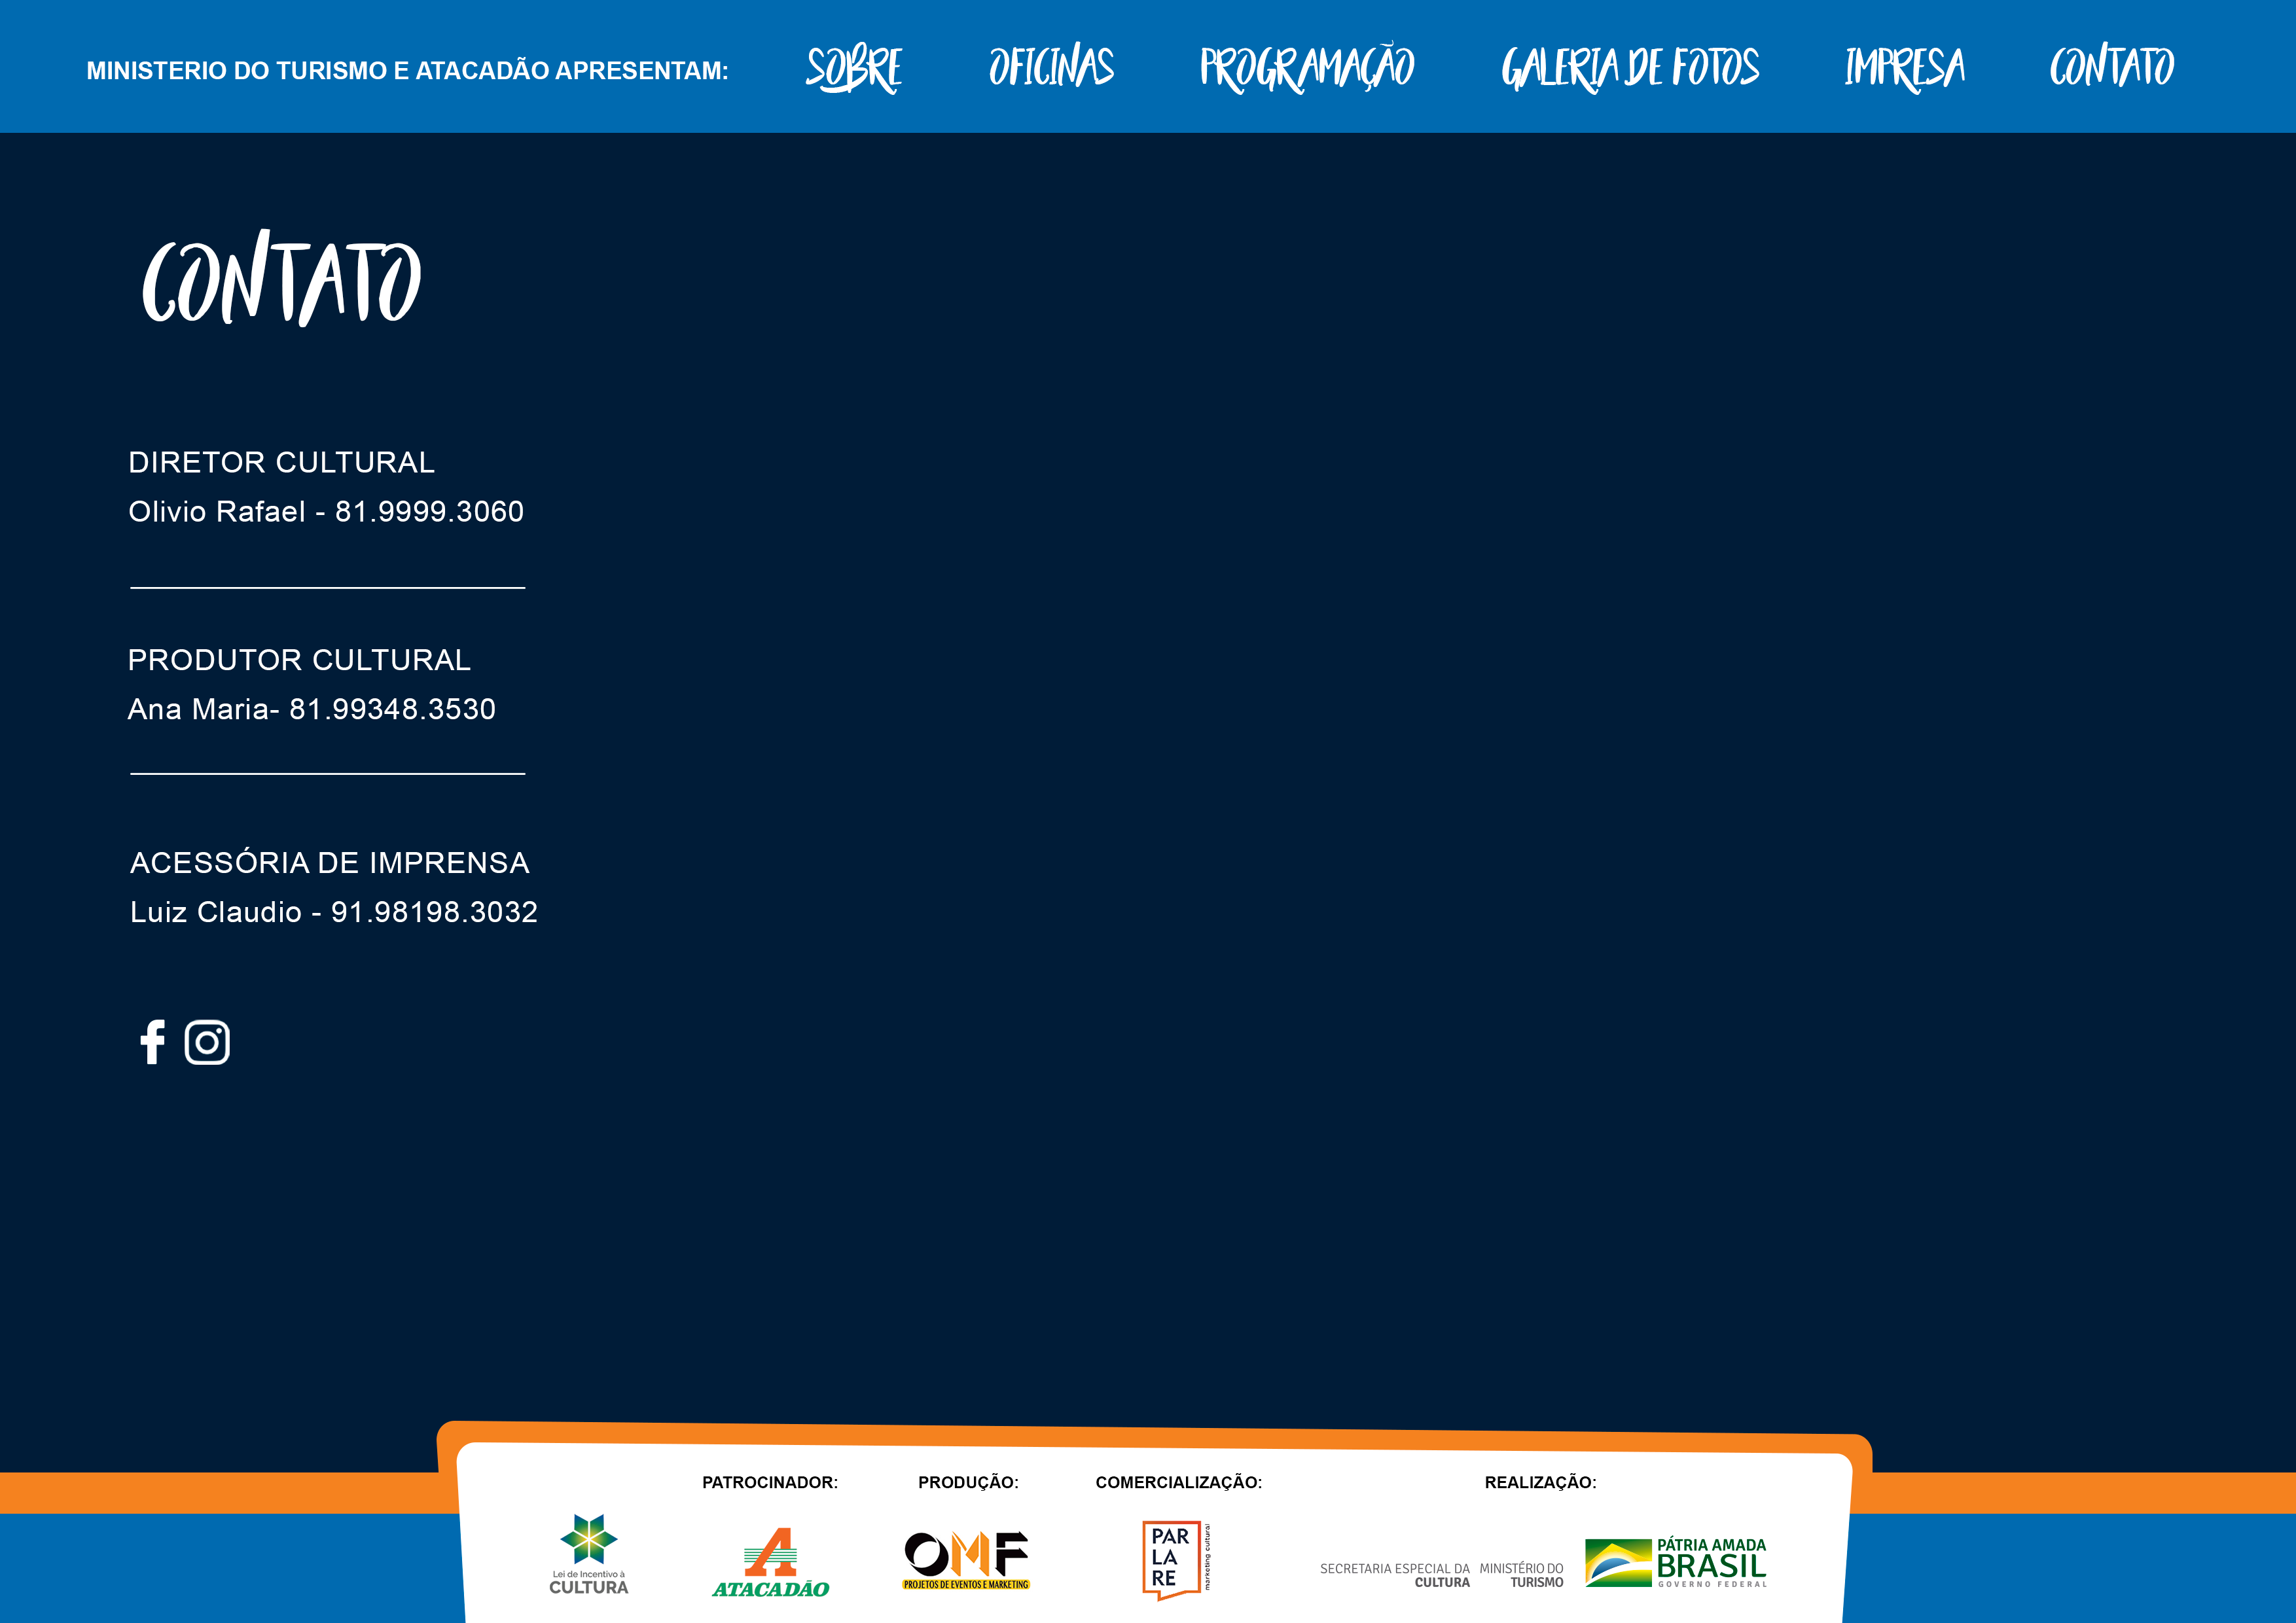 MINISTERIO DO TURISMO E ATACADÃO APRESENTAM:
SOBRE
OFICINAS
PROGRAMAÇÃO
GALERIA DE FOTOS
IMPRESA
CONTATO
CONTATO
DIRETOR CULTURAL
Olivio Rafael - 81.9999.3060
PRODUTOR CULTURAL
Ana Maria- 81.99348.3530
ACESSÓRIA DE IMPRENSA
Luiz Claudio - 91.98198.3032
PATROCINADOR:
PRODUÇÃO:
COMERCIALIZAÇÃO:
REALIZAÇÃO:
Lei de Incentivo à
CULTURA
ATACADÃO
OMF
PROJETOS DE EVENTOS E MARKETING
PAR
LA
RE
marketing cultural
SECRETARIA ESPECIAL DA
CULTURA
MINISTÉRIO DO
TURISMO
PÁTRIA AMADA
BRASIL
GOVERNO FEDERAL